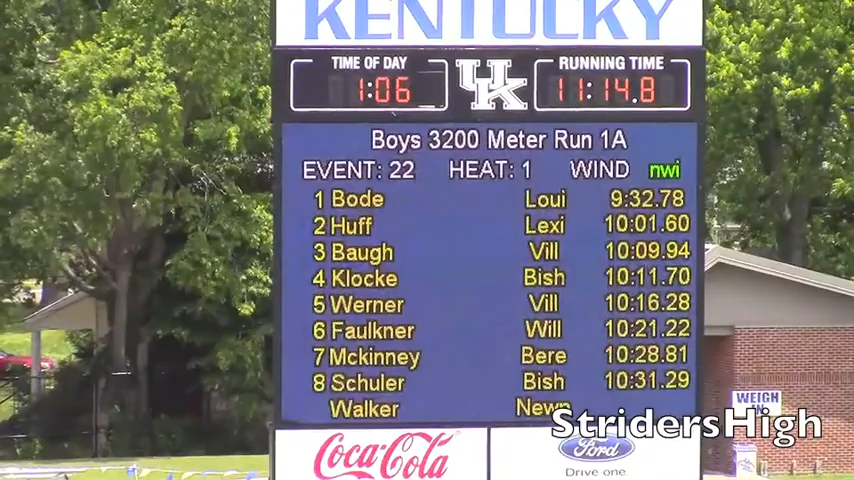 KENTUCKY
TIME OF DAY
1:06
UK
RUNNING TIME
11:14.8
Boys 3200 Meter Run 1A
EVENT: 22 HEAT: 1 WIND nwi
1 Bode Loui 9:32.78
2 Huff Lexi 10:01.60
3 Baugh Vill 10:09.94
4 Klocke Bish 10:11.70
5 Werner Vill 10:16.28
6 Faulkner Will 10:21.22
7 Mckinney Bere 10:28.81
8 Schuler Bish 10:31.29
Walker Newp
StridersHigh
WEIGH
IN
Coca-Cola
Ford
Drive one.